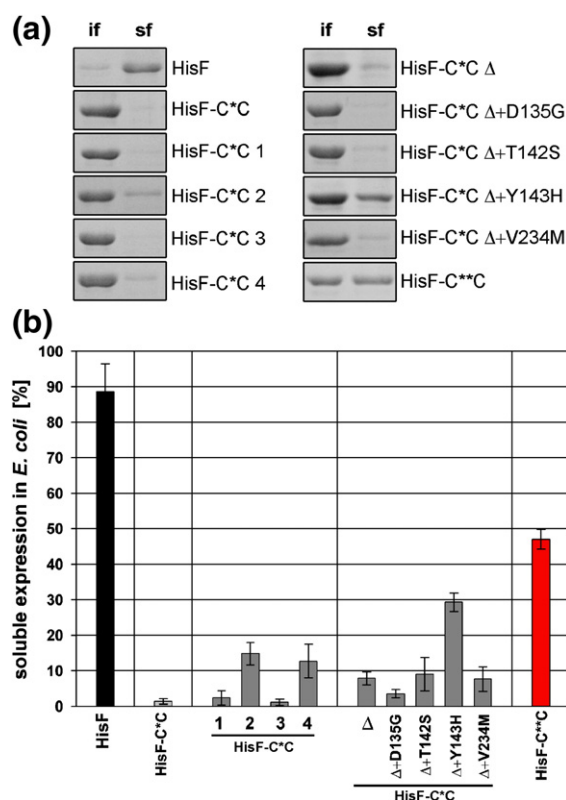 (a)
if sf
HisF
HisF-C*C
HisF-C*C 1
HisF-C*C 2
HisF-C*C 3
HisF-C*C 4
if sf
HisF-C*C Δ
HisF-C*C Δ+D135G
HisF-C*C Δ+T142S
HisF-C*C Δ+Y143H
HisF-C*C Δ+V234M
HisF-C**C
(b)
soluble expression in E. coli [%]
100
90
80
70
60
50
40
30
20
10
0
HisF
HisF-C*C
1 2 3 4
HisF-C*C
Δ
Δ+D135G
Δ+T142S
Δ+Y143H
Δ+V234M
HisF-C*C
HisF-C**C